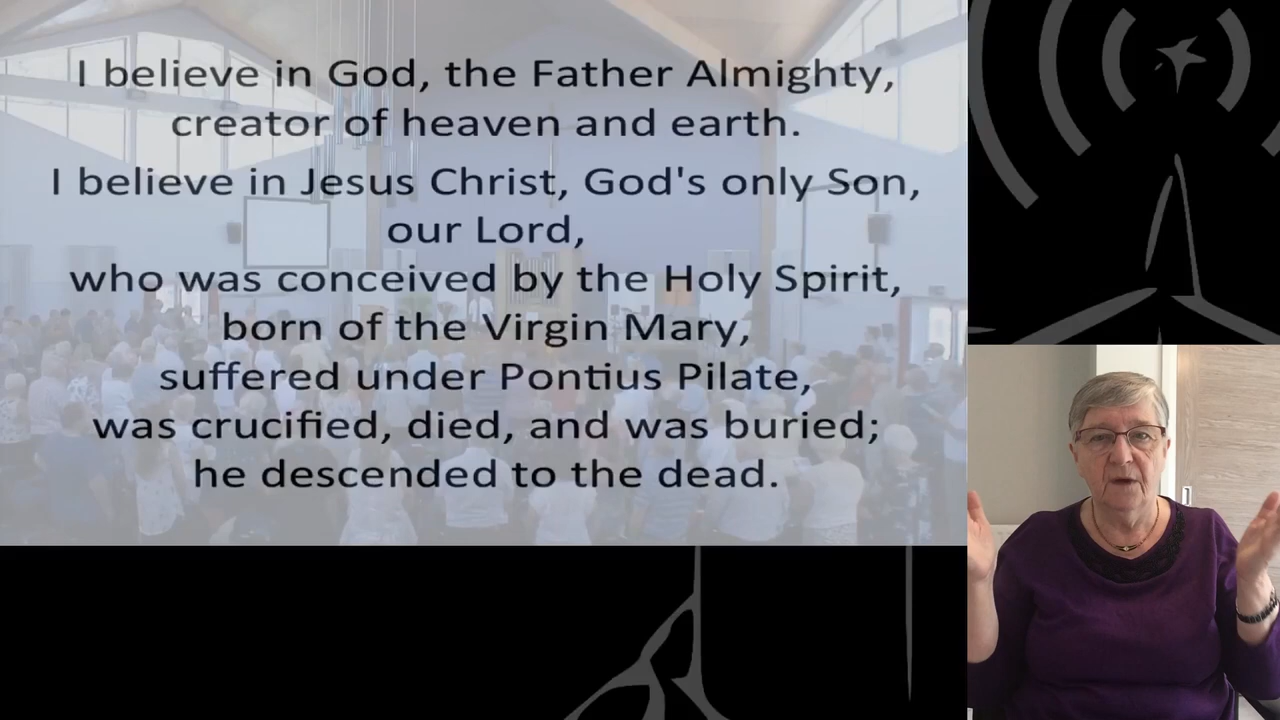 I believe in God, the Father Almighty,
creator of heaven and earth.
I believe in Jesus Christ, God's only Son,
our Lord,
who was conceived by the Holy Spirit,
born of the Virgin Mary,
suffered under Pontius Pilate,
was crucified, died, and was buried;
he descended to the dead.